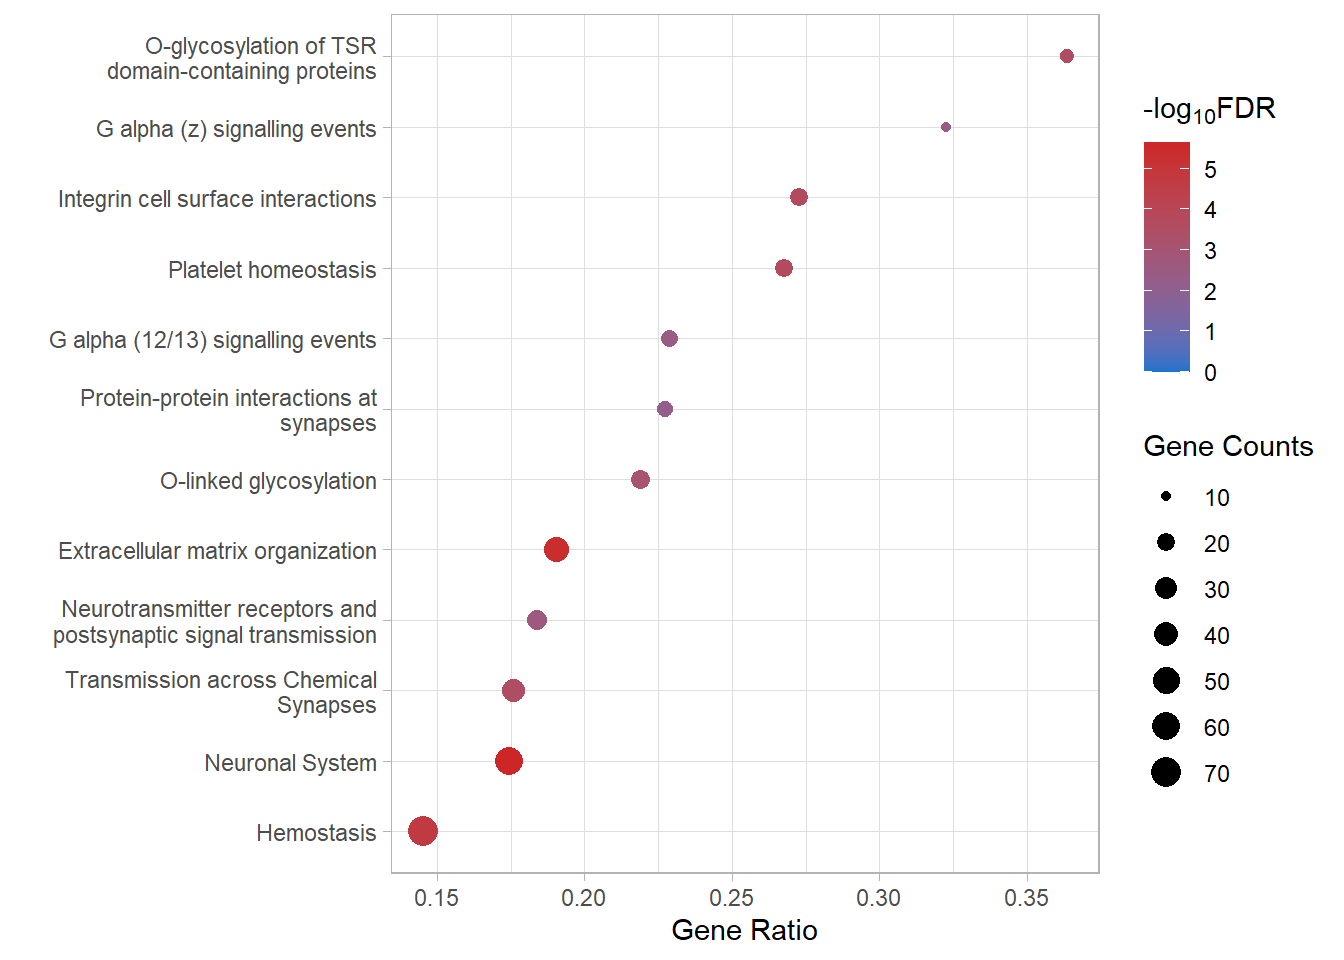 O-glycosylation of TSR
domain-containing proteins
G alpha (z) signalling events
Integrin cell surface interactions
Platelet homeostasis
G alpha (12/13) signalling events
Protein-protein interactions at
synapses
O-linked glycosylation
Extracellular matrix organization
Neurotransmitter receptors and
postsynaptic signal transmission
Transmission across Chemical
Synapses
Neuronal System
Hemostasis
0.15 0.20 0.25 0.30 0.35
Gene Ratio
-log₁₀FDR
5
4
3
2
1
0
Gene Counts
10
20
30
40
50
60
70